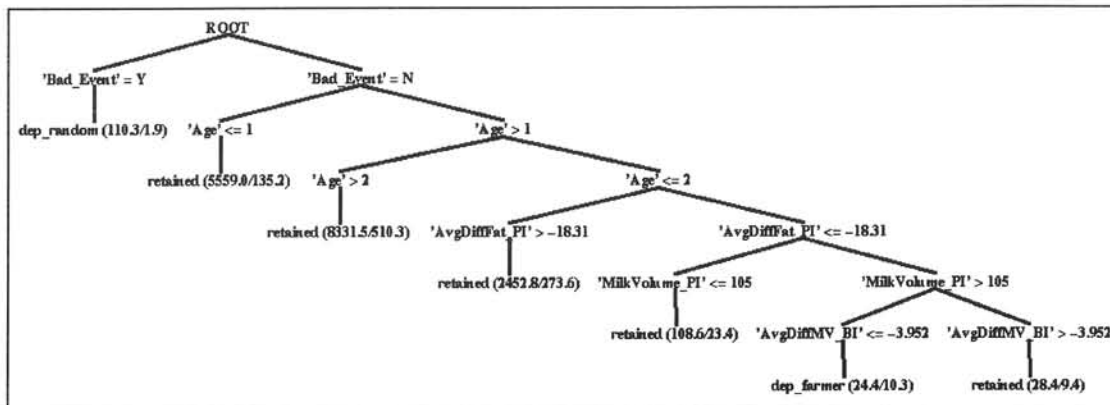 ROOT
'Bad_Event' = Y 'Bad_Event' = N
dep_random (110.3/1.9) 'Age' <= 1 'Age' > 1
retained (5559.0/135.2) 'Age' > 2 'Age' <= 2
retained (8331.5/510.3) 'AvgDiffFat_PI' > −18.31 'AvgDiffFat_PI' <= −18.31
retained (2452.8/273.6) 'MilkVolume_PI' <= 105 'MilkVolume_PI' > 105
retained (108.6/23.4) 'AvgDiffMV_BI' <= −3.952 'AvgDiffMV_BI' > −3.952
dep_farmer (24.4/10.3) retained (28.4/9.4)